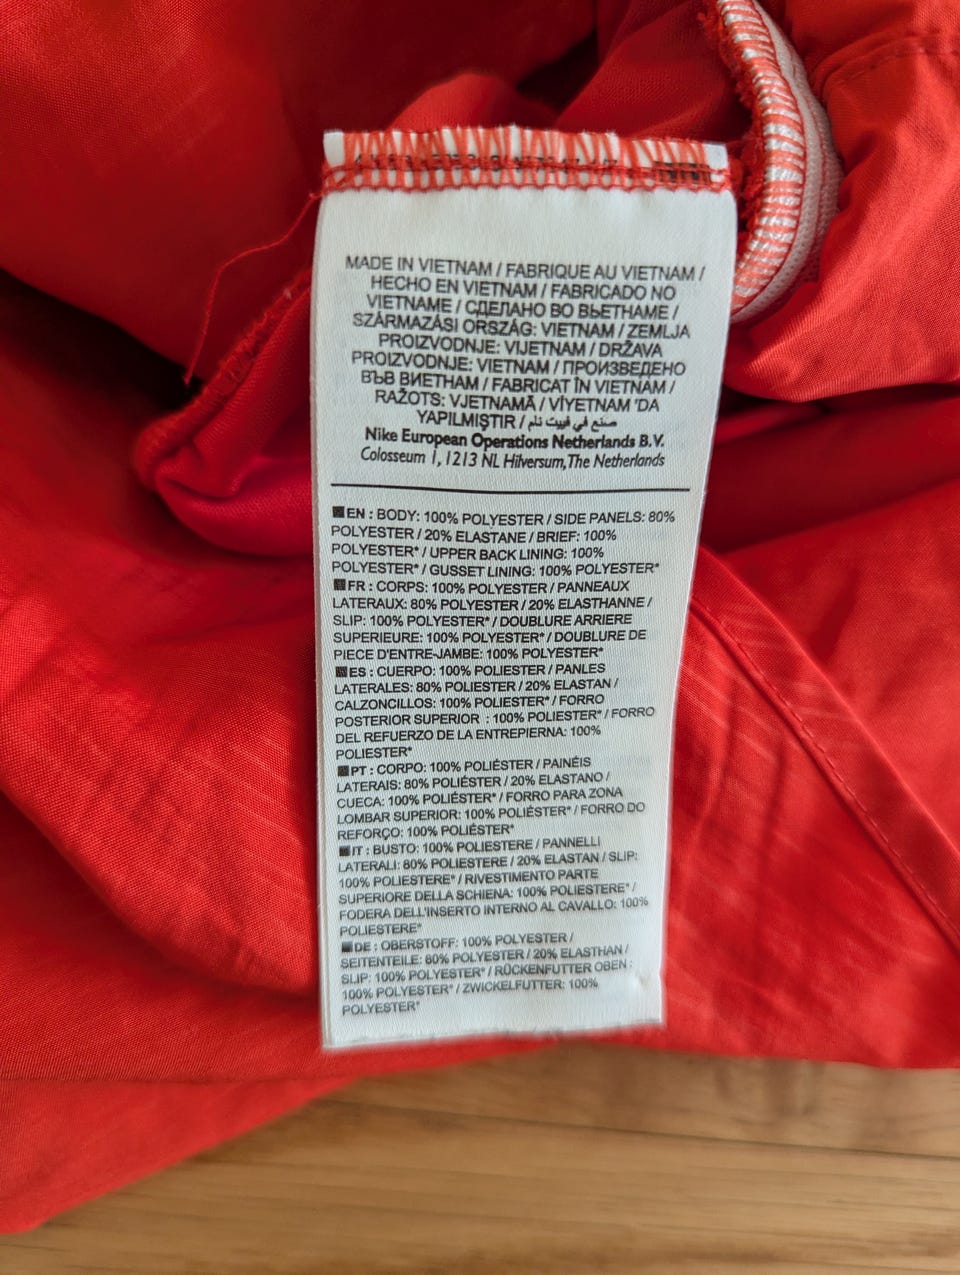 MADE IN VIETNAM / FABRIQUE AU VIETNAM /
HECHO EN VIETNAM / FABRICADO NO
VIETNAME / СДЕЛАНО ВО ВЬЕТНАМЕ /
SZÁRMAZÁSI ORSZÁG: VIETNAM / ZEMLJA
PROIZVODNJE: VIJETNAM / DRŽAVA
PROIZVODNJE: VIETNAM / ПРОИЗВЕДЕНО
ВЪВ ВИЕТНАМ / FABRICAT ÎN VIETNAM /
RAŽOTS: VJETNAMĀ / VİYETNAM 'DA
YAPILMIŞTIR / صنع في فييت نام
Nike European Operations Netherlands B.V.
Colosseum 1, 1213 NL Hilversum,The Netherlands
EN : BODY: 100% POLYESTER / SIDE PANELS: 80%
POLYESTER / 20% ELASTANE / BRIEF: 100%
POLYESTER* / UPPER BACK LINING: 100%
POLYESTER* / GUSSET LINING: 100% POLYESTER*
FR : CORPS: 100% POLYESTER / PANNEAUX
LATERAUX: 80% POLYESTER / 20% ELASTHANNE /
SLIP: 100% POLYESTER* / DOUBLURE ARRIERE
SUPERIEURE: 100% POLYESTER* / DOUBLURE DE
PIECE D'ENTRE-JAMBE: 100% POLYESTER*
ES : CUERPO: 100% POLIESTER / PANLES
LATERALES: 80% POLIESTER / 20% ELASTAN /
CALZONCILLOS: 100% POLIESTER* / FORRO
POSTERIOR SUPERIOR : 100% POLIESTER* / FORRO
DEL REFUERZO DE LA ENTREPIERNA: 100%
POLIESTER*
PT : CORPO: 100% POLIÉSTER / PAINÉIS
LATERAIS: 80% POLIÉSTER / 20% ELASTANO /
CUECA: 100% POLIÉSTER* / FORRO PARA ZONA
LOMBAR SUPERIOR: 100% POLIÉSTER* / FORRO DO
REFORÇO: 100% POLIÉSTER*
IT : BUSTO: 100% POLIESTERE / PANNELLI
LATERALI: 80% POLIESTERE / 20% ELASTAN / SLIP:
100% POLIESTERE* / RIVESTIMENTO PARTE
SUPERIORE DELLA SCHIENA: 100% POLIESTERE* /
FODERA DELL'INSERTO INTERNO AL CAVALLO: 100%
POLIESTERE*
DE : OBERSTOFF: 100% POLYESTER /
SEITENTEILE: 80% POLYESTER / 20% ELASTHAN /
SLIP: 100% POLYESTER* / RÜCKENFUTTER OBEN :
100% POLYESTER* / ZWICKELFUTTER: 100%
POLYESTER*